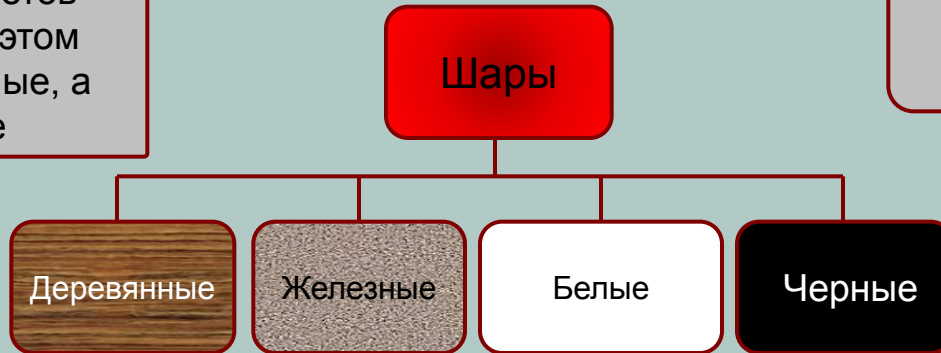 этом
ые, а
Шары
Деревянные
Железные
Белые
Черные